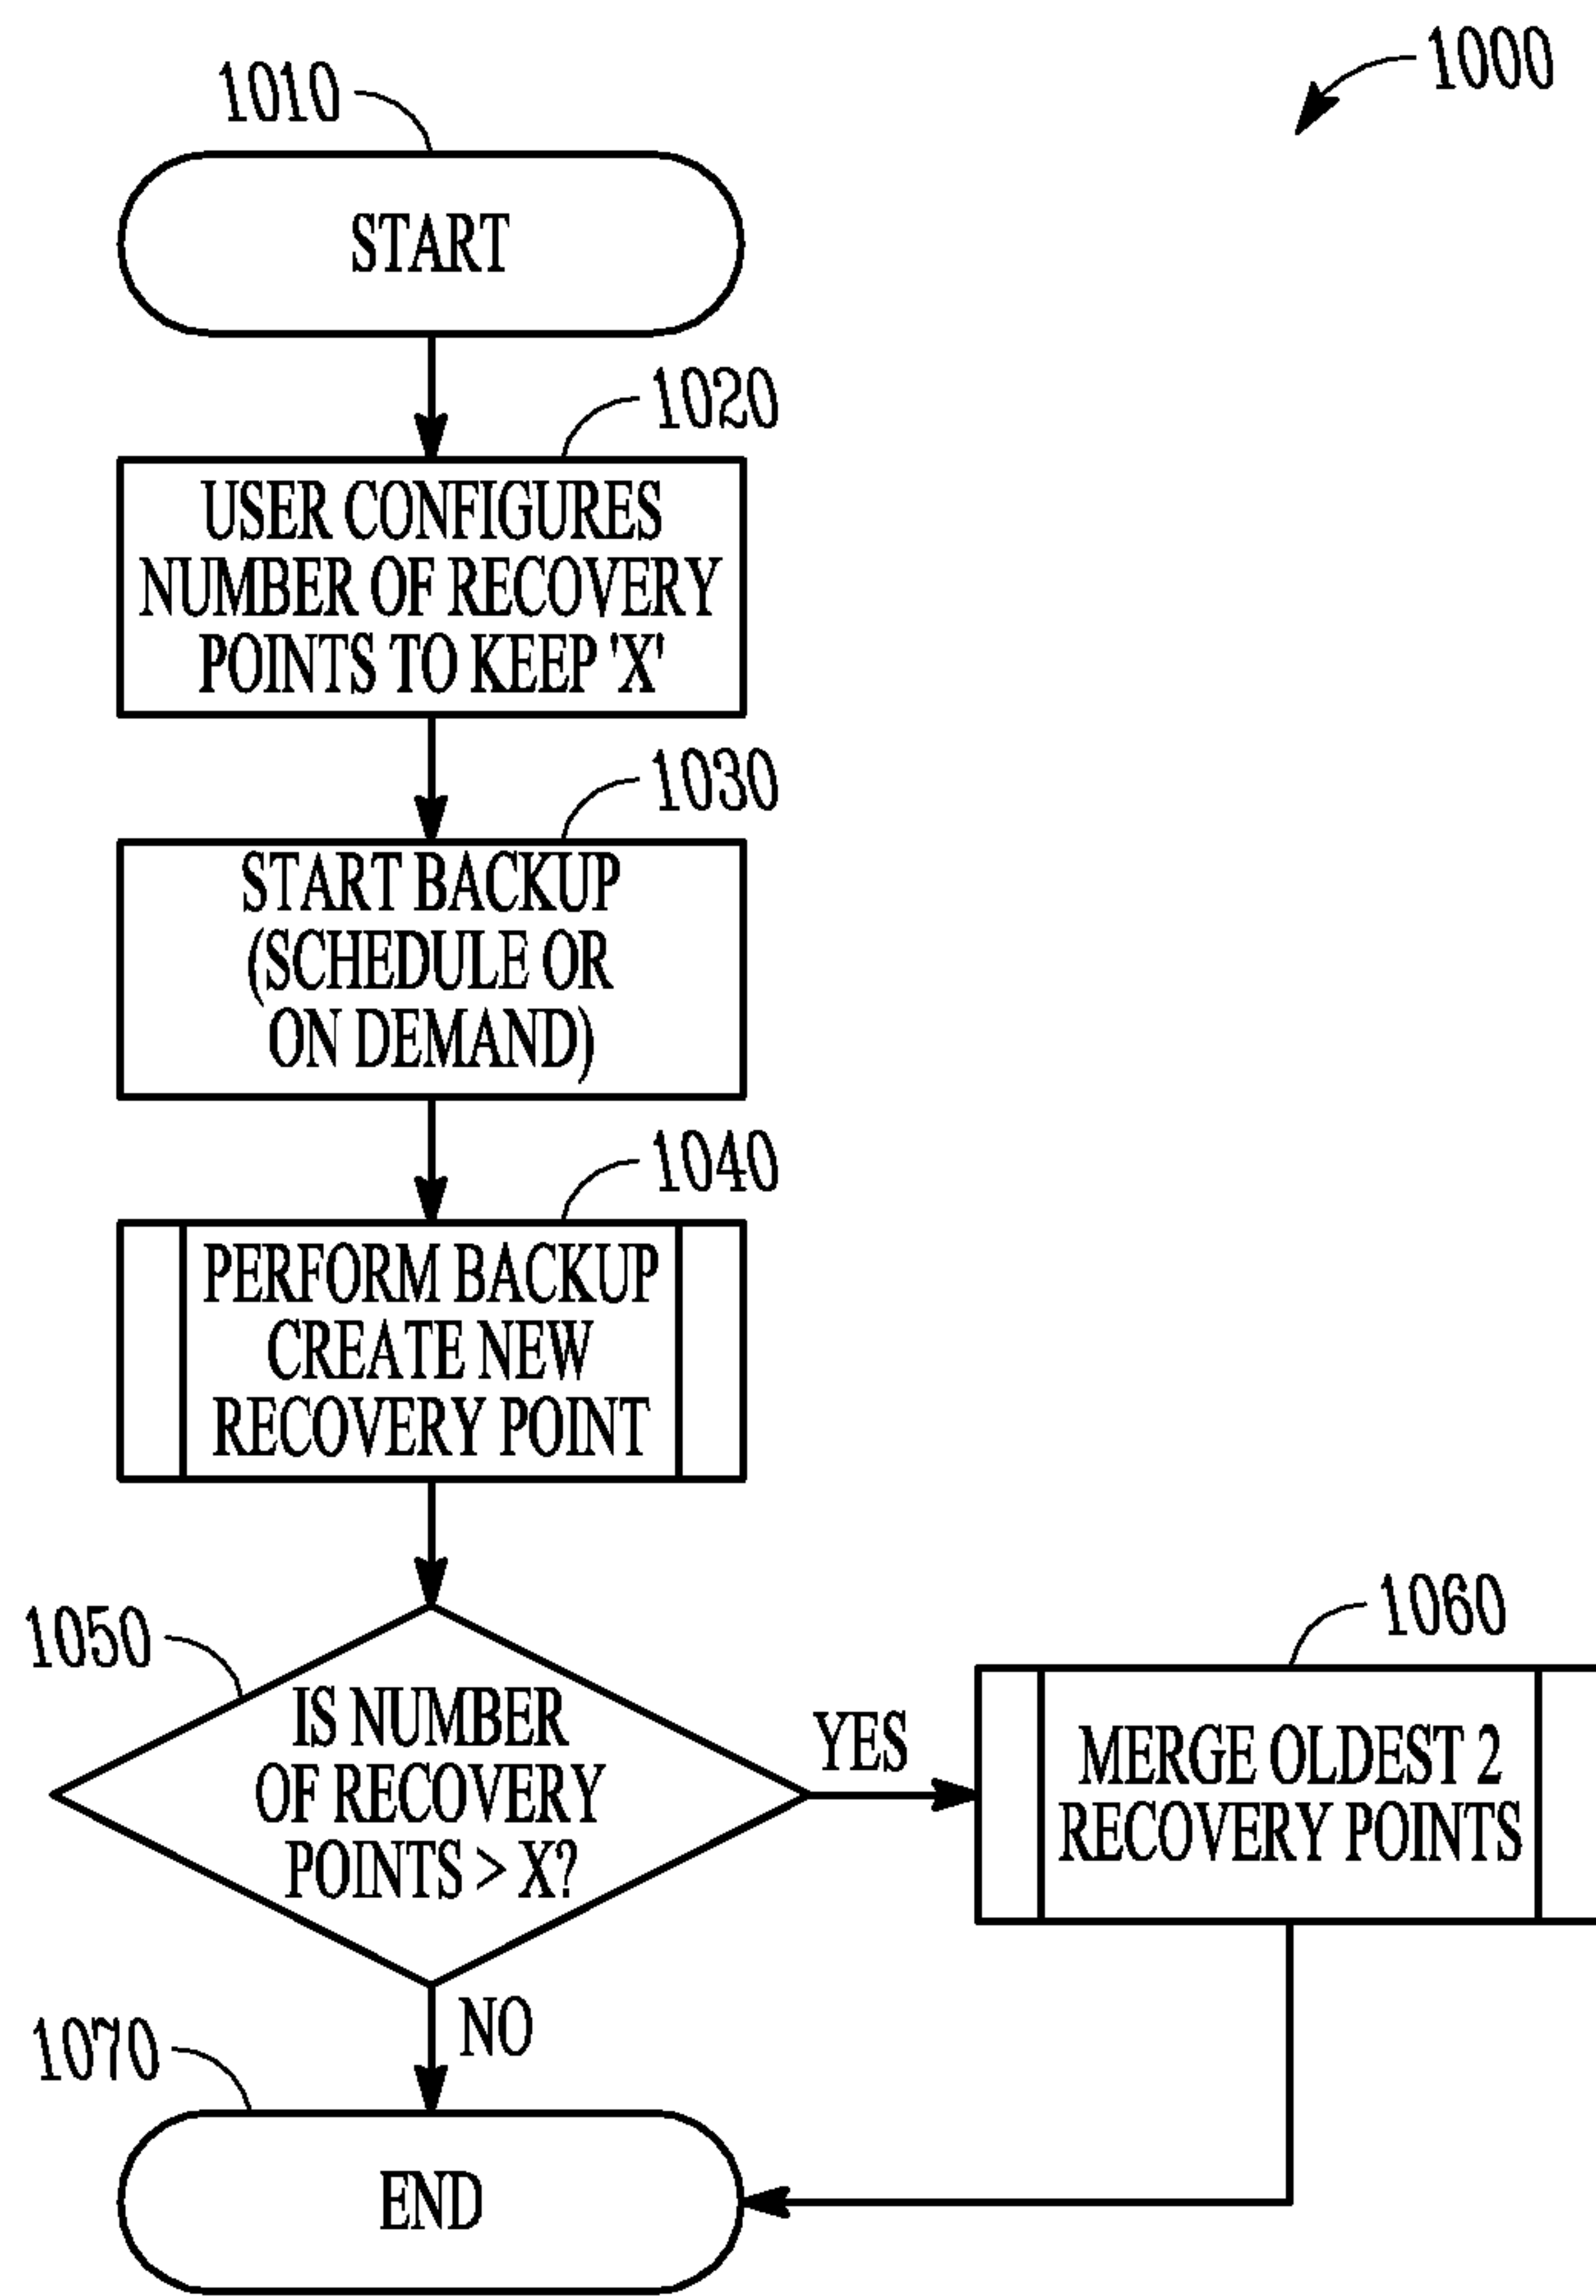 1000
1010
START
1020
USER CONFIGURES
NUMBER OF RECOVERY
POINTS TO KEEP 'X'
1030
START BACKUP
(SCHEDULE OR
ON DEMAND)
1040
PERFORM BACKUP
CREATE NEW
RECOVERY POINT
1050
IS NUMBER
OF RECOVERY
POINTS > X?
YES
1060
MERGE OLDEST 2
RECOVERY POINTS
NO
1070
END